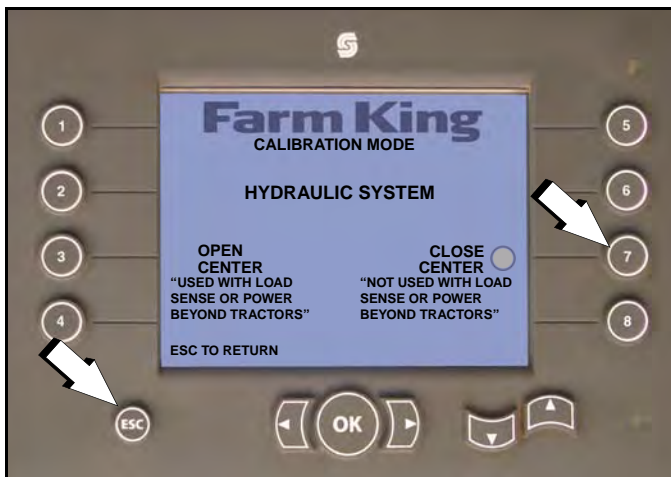 Farm King
CALIBRATION MODE
HYDRAULIC SYSTEM
OPEN
CENTER
"USED WITH LOAD
SENSE OR POWER
BEYOND TRACTORS"
CLOSE
CENTER
"NOT USED WITH LOAD
SENSE OR POWER
BEYOND TRACTORS"
ESC TO RETURN
1
2
3
4
5
6
7
8
ESC
OK